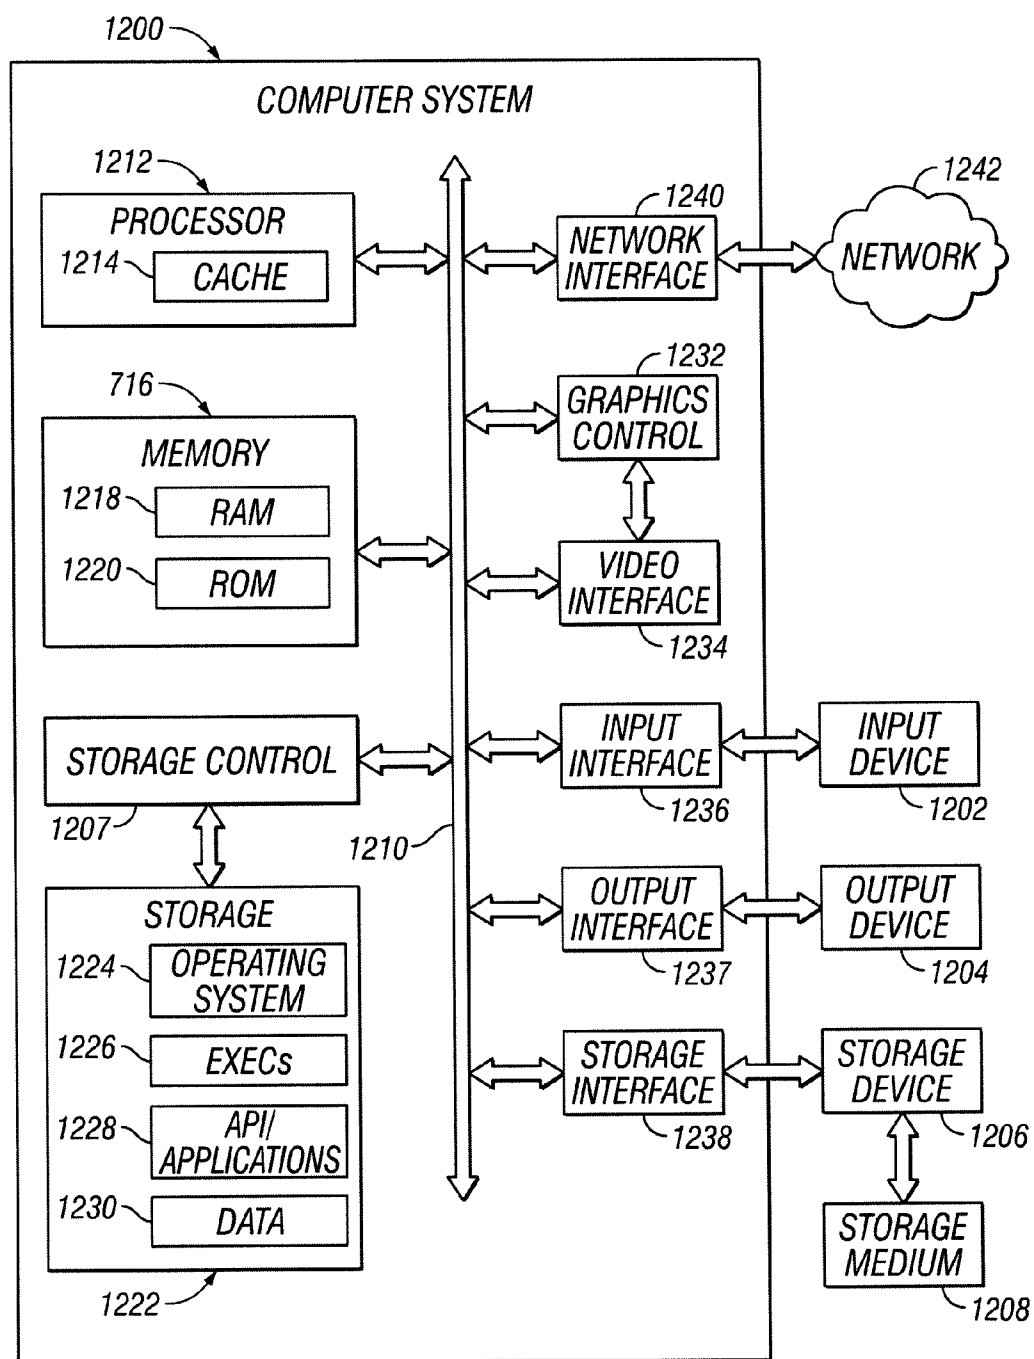 1200
COMPUTER SYSTEM
1212
PROCESSOR
1214
CACHE
1240
NETWORK
INTERFACE
1242
NETWORK
716
MEMORY
1218
RAM
1220
ROM
1232
GRAPHICS
CONTROL
VIDEO
INTERFACE
1234
STORAGE CONTROL
1207
1210
INPUT
INTERFACE
1236
INPUT
DEVICE
1202
STORAGE
1224
OPERATING
SYSTEM
1226
EXECs
1228
API/
APPLICATIONS
1230
DATA
1222
OUTPUT
INTERFACE
1237
OUTPUT
DEVICE
1204
STORAGE
INTERFACE
1238
STORAGE
DEVICE
1206
STORAGE
MEDIUM
1208